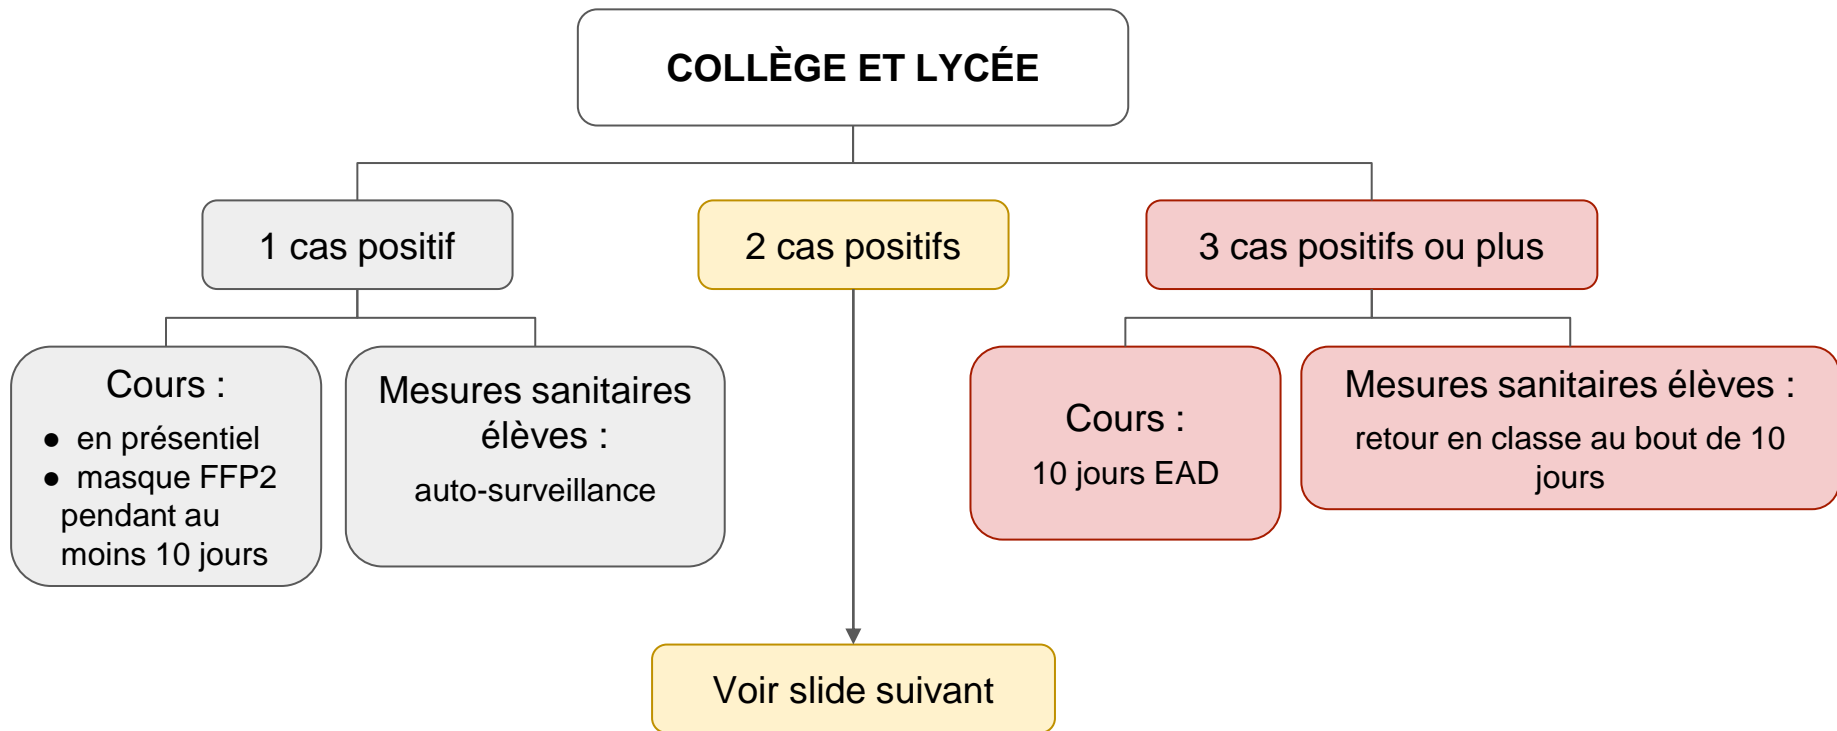 COLLÈGE ET LYCÉE
1 cas positif
2 cas positifs
3 cas positifs ou plus
Cours :
● en présentiel
● masque FFP2
pendant au
moins 10 jours
Mesures sanitaires
élèves :
auto-surveillance
Cours :
10 jours EAD
Mesures sanitaires élèves :
retour en classe au bout de 10
jours
Voir slide suivant